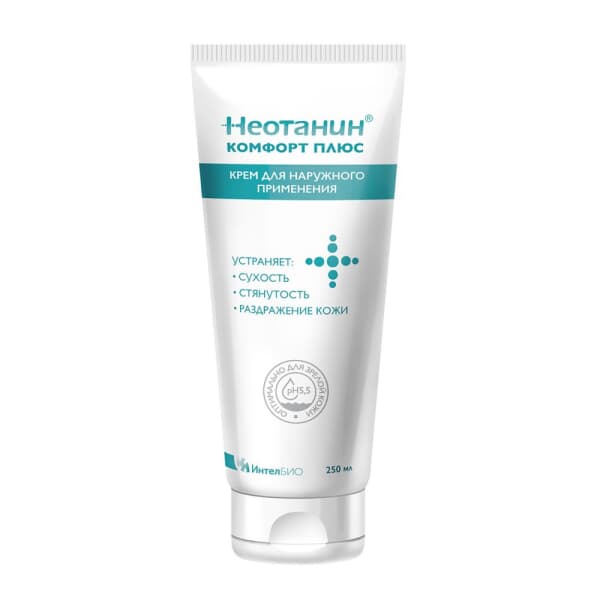 Неотанин®
КОМФОРТ ПЛЮС
КРЕМ ДЛЯ НАРУЖНОГО
ПРИМЕНЕНИЯ
УСТРАНЯЕТ:
• СУХОСТЬ
• СТЯНУТОСТЬ
• РАЗДРАЖЕНИЕ КОЖИ
ОПТИМАЛЬНО ДЛЯ ЗРЕЛОЙ КОЖИ
pH5,5
ИнтелБИО
250 мл